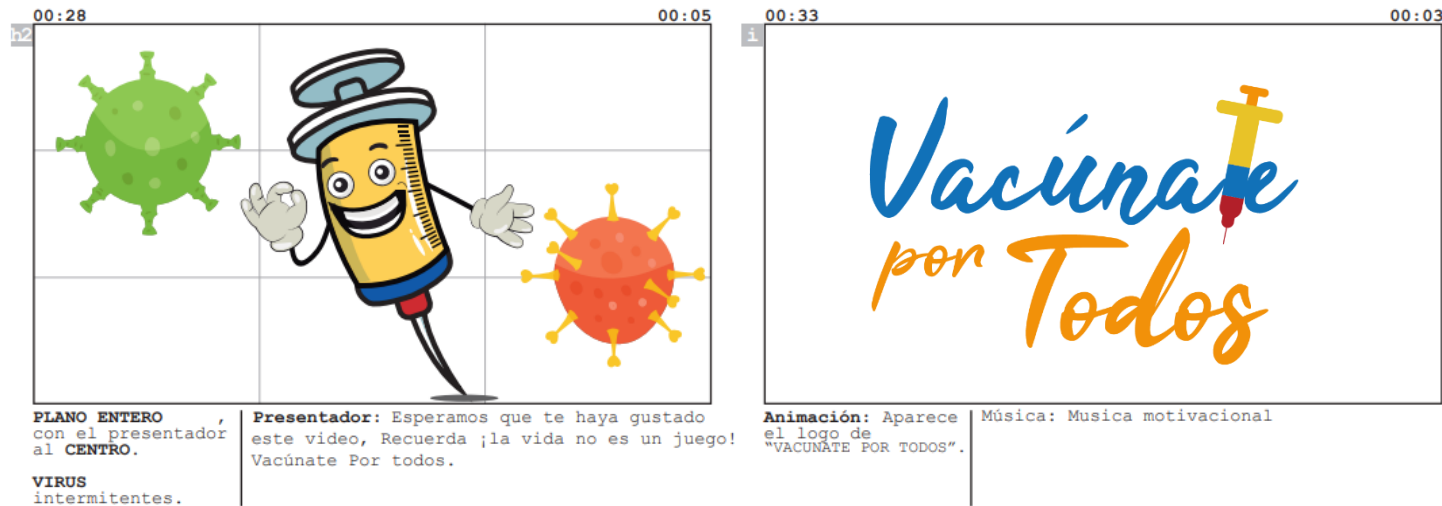 00:28
00:05
h2
PLANO ENTERO ,
con el presentador
al CENTRO.
VIRUS
intermitentes.
Presentador: Esperamos que te haya gustado
este video, Recuerda ¡la vida no es un juego!
Vacúnate Por todos.
00:33
00:03
i
Vacúnate
por Todos
Animación: Aparece
el logo de
“VACUNATE POR TODOS”.
Música: Musica motivacional